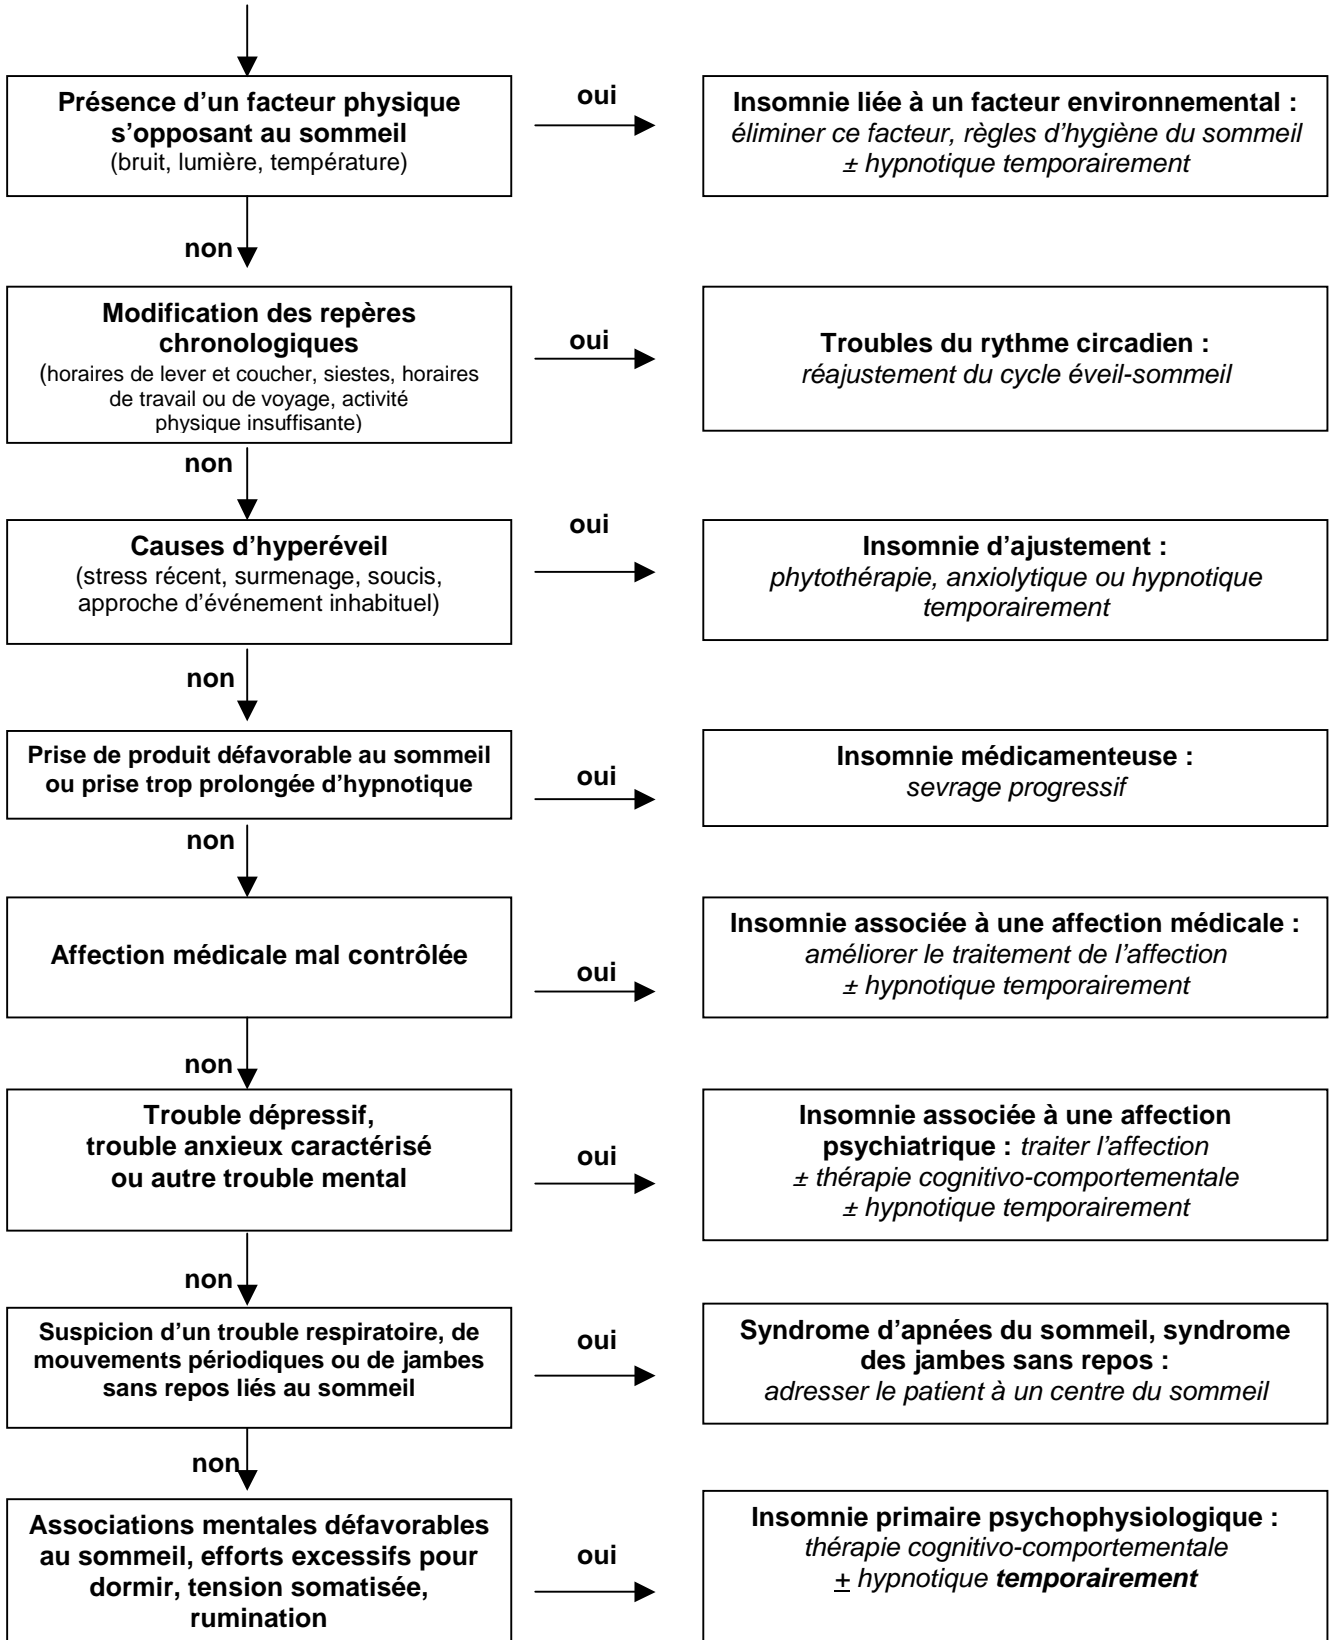 Présence d’un facteur physique
s’opposant au sommeil
(bruit, lumière, température)
oui
Insomnie liée à un facteur environnemental :
éliminer ce facteur, règles d’hygiène du sommeil
± hypnotique temporairement
non
Modification des repères
chronologiques
(horaires de lever et coucher, siestes, horaires
de travail ou de voyage, activité
physique insuffisante)
oui
Troubles du rythme circadien :
réajustement du cycle éveil-sommeil
non
Causes d’hyperéveil
(stress récent, surmenage, soucis,
approche d’événement inhabituel)
oui
Insomnie d’ajustement :
phytothérapie, anxiolytique ou hypnotique
temporairement
non
Prise de produit défavorable au sommeil
ou prise trop prolongée d’hypnotique
oui
Insomnie médicamenteuse :
sevrage progressif
non
Affection médicale mal contrôlée
oui
Insomnie associée à une affection médicale :
améliorer le traitement de l’affection
± hypnotique temporairement
non
Trouble dépressif,
trouble anxieux caractérisé
ou autre trouble mental
oui
Insomnie associée à une affection
psychiatrique : traiter l’affection
± thérapie cognitivo-comportementale
± hypnotique temporairement
non
Suspicion d’un trouble respiratoire, de
mouvements périodiques ou de jambes
sans repos liés au sommeil
oui
Syndrome d’apnées du sommeil, syndrome
des jambes sans repos :
adresser le patient à un centre du sommeil
non
Associations mentales défavorables
au sommeil, efforts excessifs pour
dormir, tension somatisée,
rumination
oui
Insomnie primaire psychophysiologique :
thérapie cognitivo-comportementale
± hypnotique temporairement